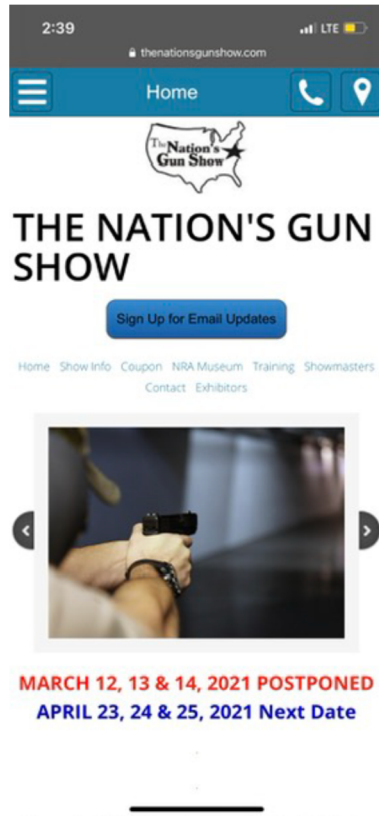 2:39
LTE
thenationsgunshow.com
Home
The Nation's
Gun Show
THE NATION'S GUN
SHOW
Sign Up for Email Updates
Home Show Info Coupon NRA Museum Training Showmasters
Contact Exhibitors
MARCH 12, 13 & 14, 2021 POSTPONED
APRIL 23, 24 & 25, 2021 Next Date